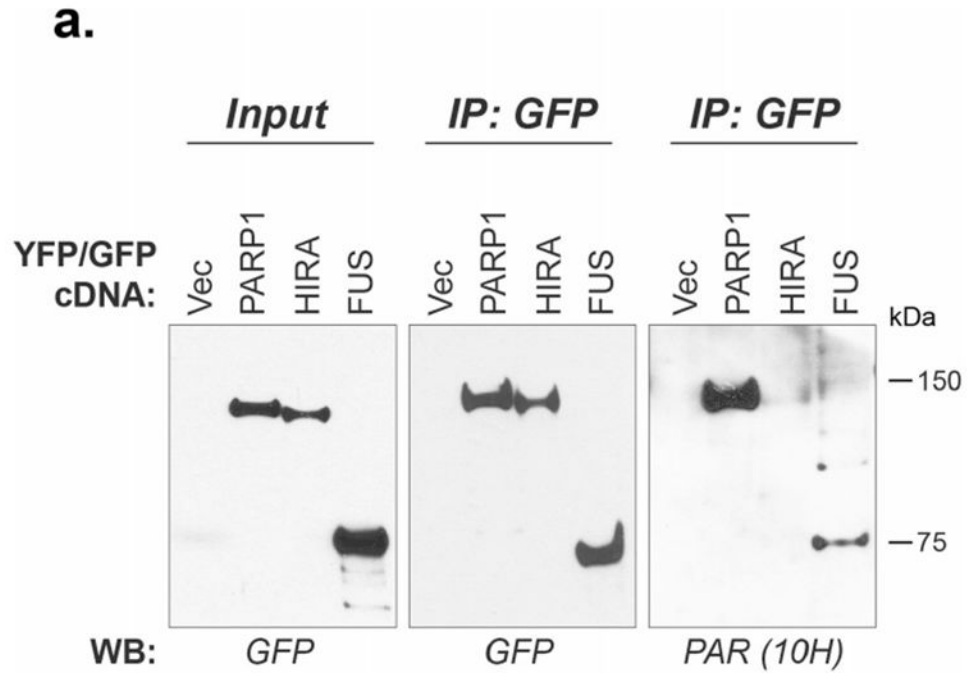 a.
Input IP: GFP IP: GFP
YFP/GFP
cDNA:
Vec PARP1 HIRA FUS Vec PARP1 HIRA FUS Vec PARP1 HIRA FUS
kDa
150
75
WB: GFP GFP PAR (10H)